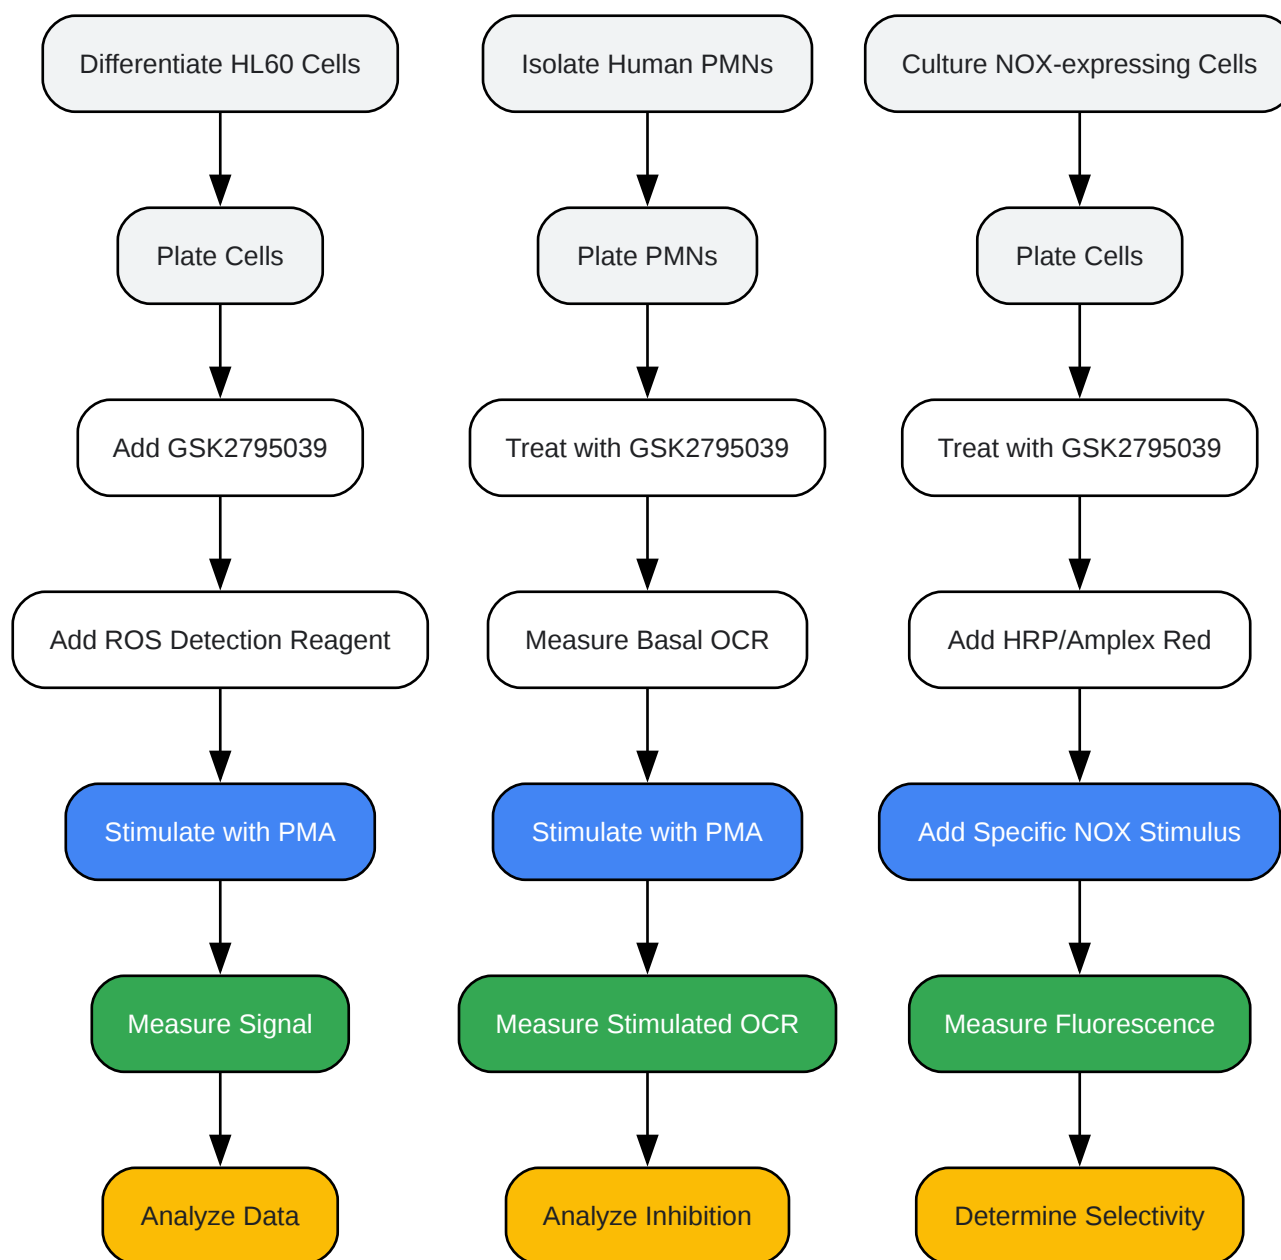 Differentiate HL60 Cells
Plate Cells
Add GSK2795039
Add ROS Detection Reagent
Stimulate with PMA
Measure Signal
Analyze Data
Isolate Human PMNs
Plate PMNs
Treat with GSK2795039
Measure Basal OCR
Stimulate with PMA
Measure Stimulated OCR
Analyze Inhibition
Culture NOX-expressing Cells
Plate Cells
Treat with GSK2795039
Add HRP/Amplex Red
Add Specific NOX Stimulus
Measure Fluorescence
Determine Selectivity